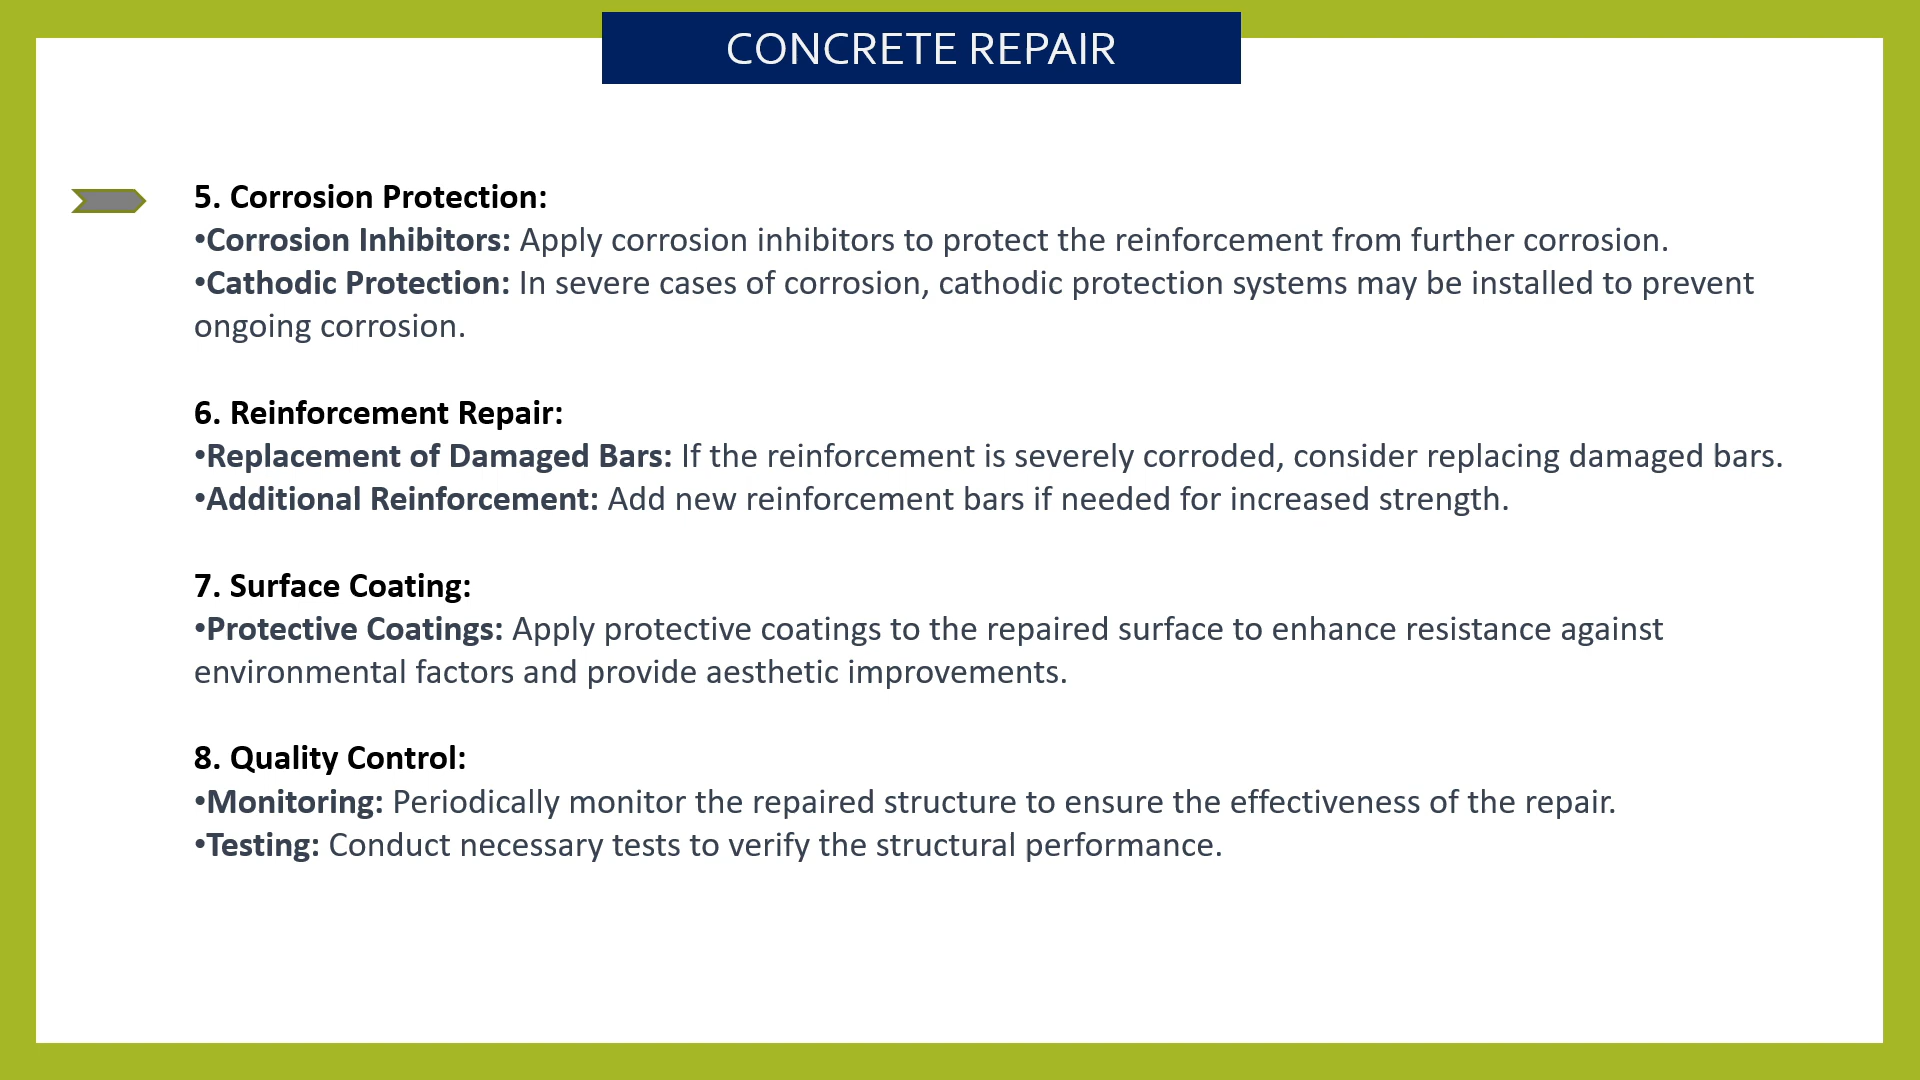 CONCRETE REPAIR
5. Corrosion Protection:
•Corrosion Inhibitors: Apply corrosion inhibitors to protect the reinforcement from further corrosion.
•Cathodic Protection: In severe cases of corrosion, cathodic protection systems may be installed to prevent
ongoing corrosion.
6. Reinforcement Repair:
•Replacement of Damaged Bars: If the reinforcement is severely corroded, consider replacing damaged bars.
•Additional Reinforcement: Add new reinforcement bars if needed for increased strength.
7. Surface Coating:
•Protective Coatings: Apply protective coatings to the repaired surface to enhance resistance against
environmental factors and provide aesthetic improvements.
8. Quality Control:
•Monitoring: Periodically monitor the repaired structure to ensure the effectiveness of the repair.
•Testing: Conduct necessary tests to verify the structural performance.